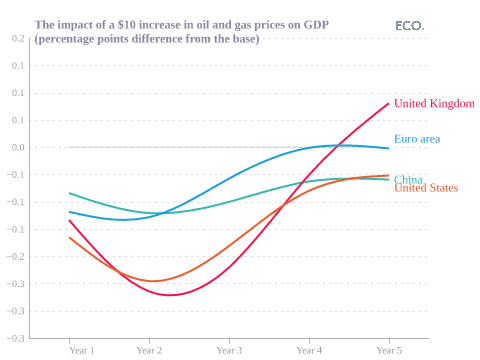 The impact of a $10 increase in oil and gas prices on GDP
(percentage points difference from the base)
ECO.
0.2
0.1
0.1
0.1
0.0
−0.1
−0.1
−0.1
−0.2
−0.3
−0.3
−0.3
United Kingdom
Euro area
China
United States
Year 1
Year 2
Year 3
Year 4
Year 5